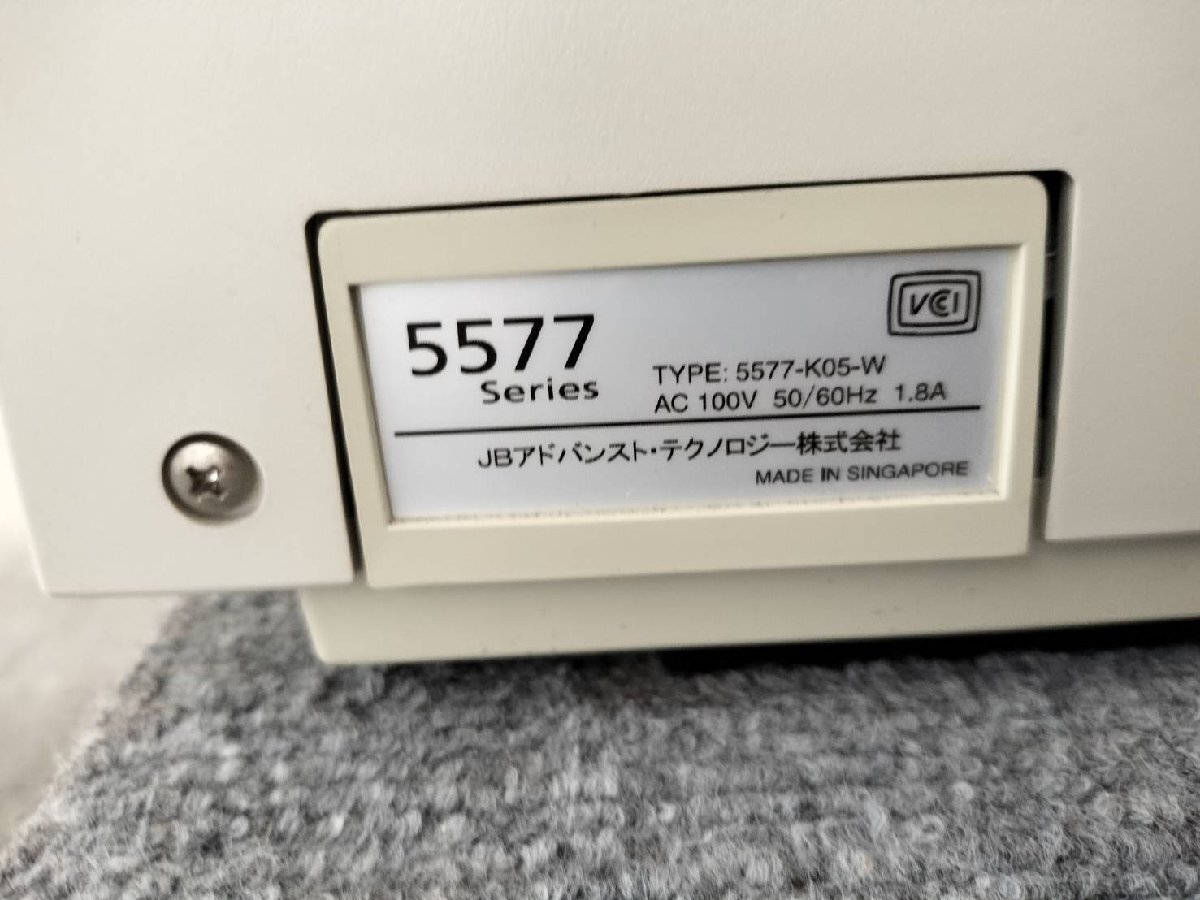 VCCI
5577
Series
TYPE: 5577-K05-W
AC 100V 50/60Hz 1.8A
JBアドバンスト・テクノロジー株式会社
MADE IN SINGAPORE